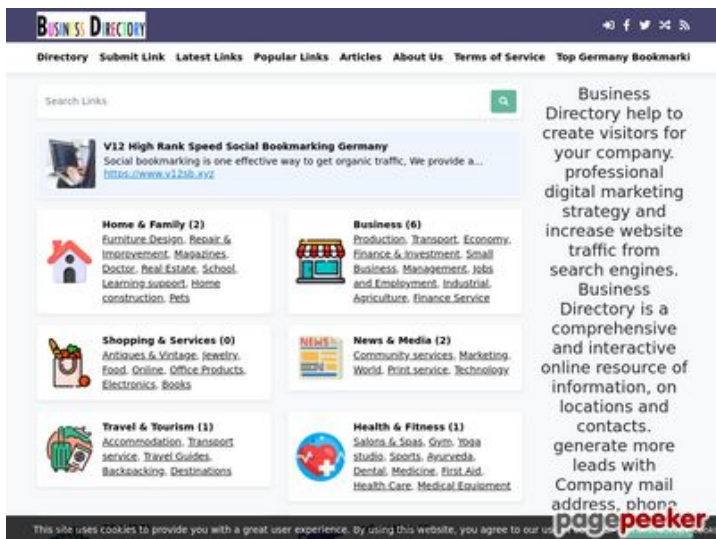 BUSINESS DIRECTORY
Directory Submit Link Latest Links Popular Links Articles About Us Terms of Service Top Germany Bookmarki
Search Links
V12 High Rank Speed Social Bookmarking Germany
Social bookmarking is one effective way to get organic traffic, We provide a...
https://www.v12sb.xyz
Home & Family (2)
Furniture Design, Repair &
Improvement, Magazines,
Doctor, Real Estate, School,
Learning support, Home
construction, Pets
Business (6)
Production, Transport, Economy,
Finance & Investment, Small
Business, Management, Jobs
and Employment, Industrial,
Agriculture, Finance Service
Shopping & Services (0)
Antiques & Vintage, Jewelry,
Food, Online, Office Products,
Electronics, Books
NEWS
News & Media (2)
Community services, Marketing,
World, Print service, Technology
Travel & Tourism (1)
Accommodation, Transport
service, Travel Guides,
Backpacking, Destinations
Health & Fitness (1)
Salons & Spas, Gym, Yoga
studio, Sports, Ayurveda,
Dental, Medicine, First Aid,
Health Care, Medical Equipment
Business
Directory help to
create visitors for
your company.
professional
digital marketing
strategy and
increase website
traffic from
search engines.
Business
Directory is a
comprehensive
and interactive
online resource of
information, on
locations and
contacts.
generate more
leads with
Company mail
address, phone
This site uses cookies to provide you with a great user experience. By using this website, you agree to our
pagepeeker